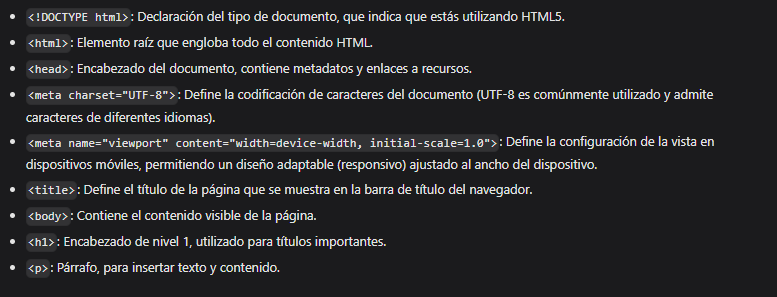 <!DOCTYPE html>: Declaración del tipo de documento, que indica que estás utilizando HTML5.
<html>: Elemento raíz que engloba todo el contenido HTML.
<head>: Encabezado del documento, contiene metadatos y enlaces a recursos.
<meta charset="UTF-8">: Define la codificación de caracteres del documento (UTF-8 es comúnmente utilizado y admite
caracteres de diferentes idiomas).
<meta name="viewport" content="width=device-width, initial-scale=1.0">: Define la configuración de la vista en
dispositivos móviles, permitiendo un diseño adaptable (responsivo) ajustado al ancho del dispositivo.
<title>: Define el título de la página que se muestra en la barra de título del navegador.
<body>: Contiene el contenido visible de la página.
<h1>: Encabezado de nivel 1, utilizado para títulos importantes.
<p>: Párrafo, para insertar texto y contenido.